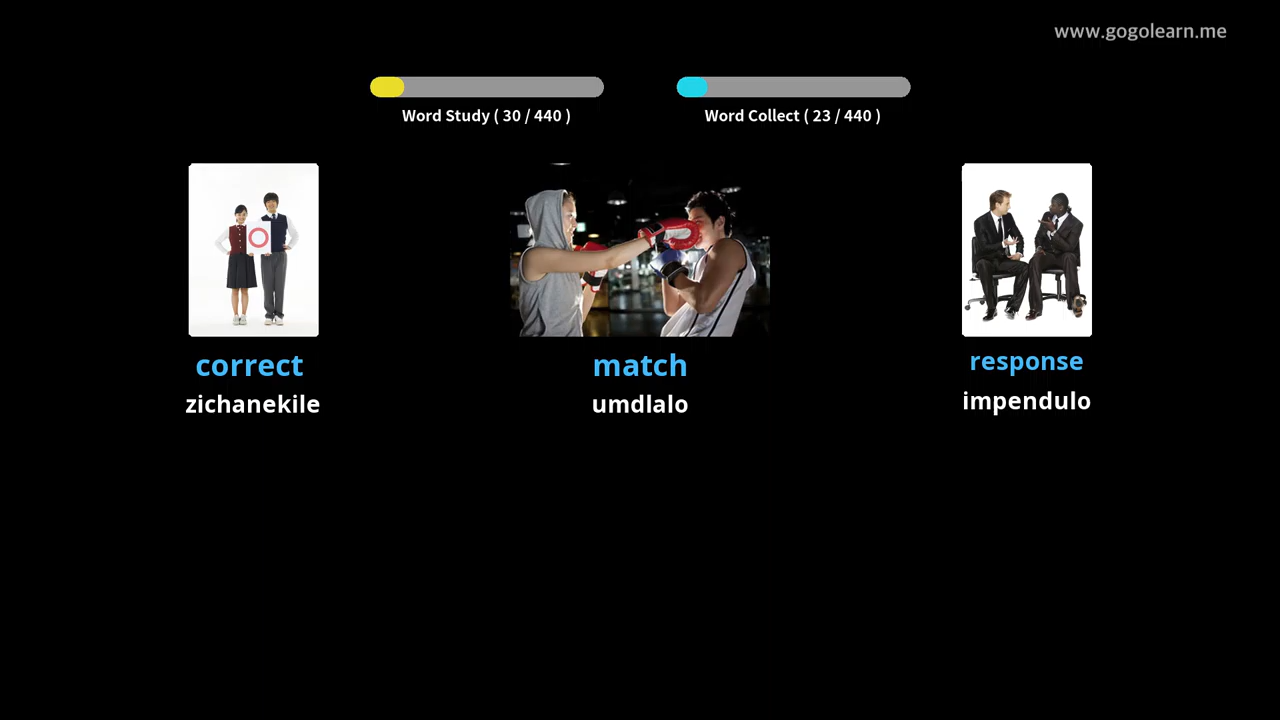 www.gogolearn.me
Word Study ( 30 / 440 )
Word Collect ( 23 / 440 )
correct
zichanekile
match
umdlalo
response
impendulo